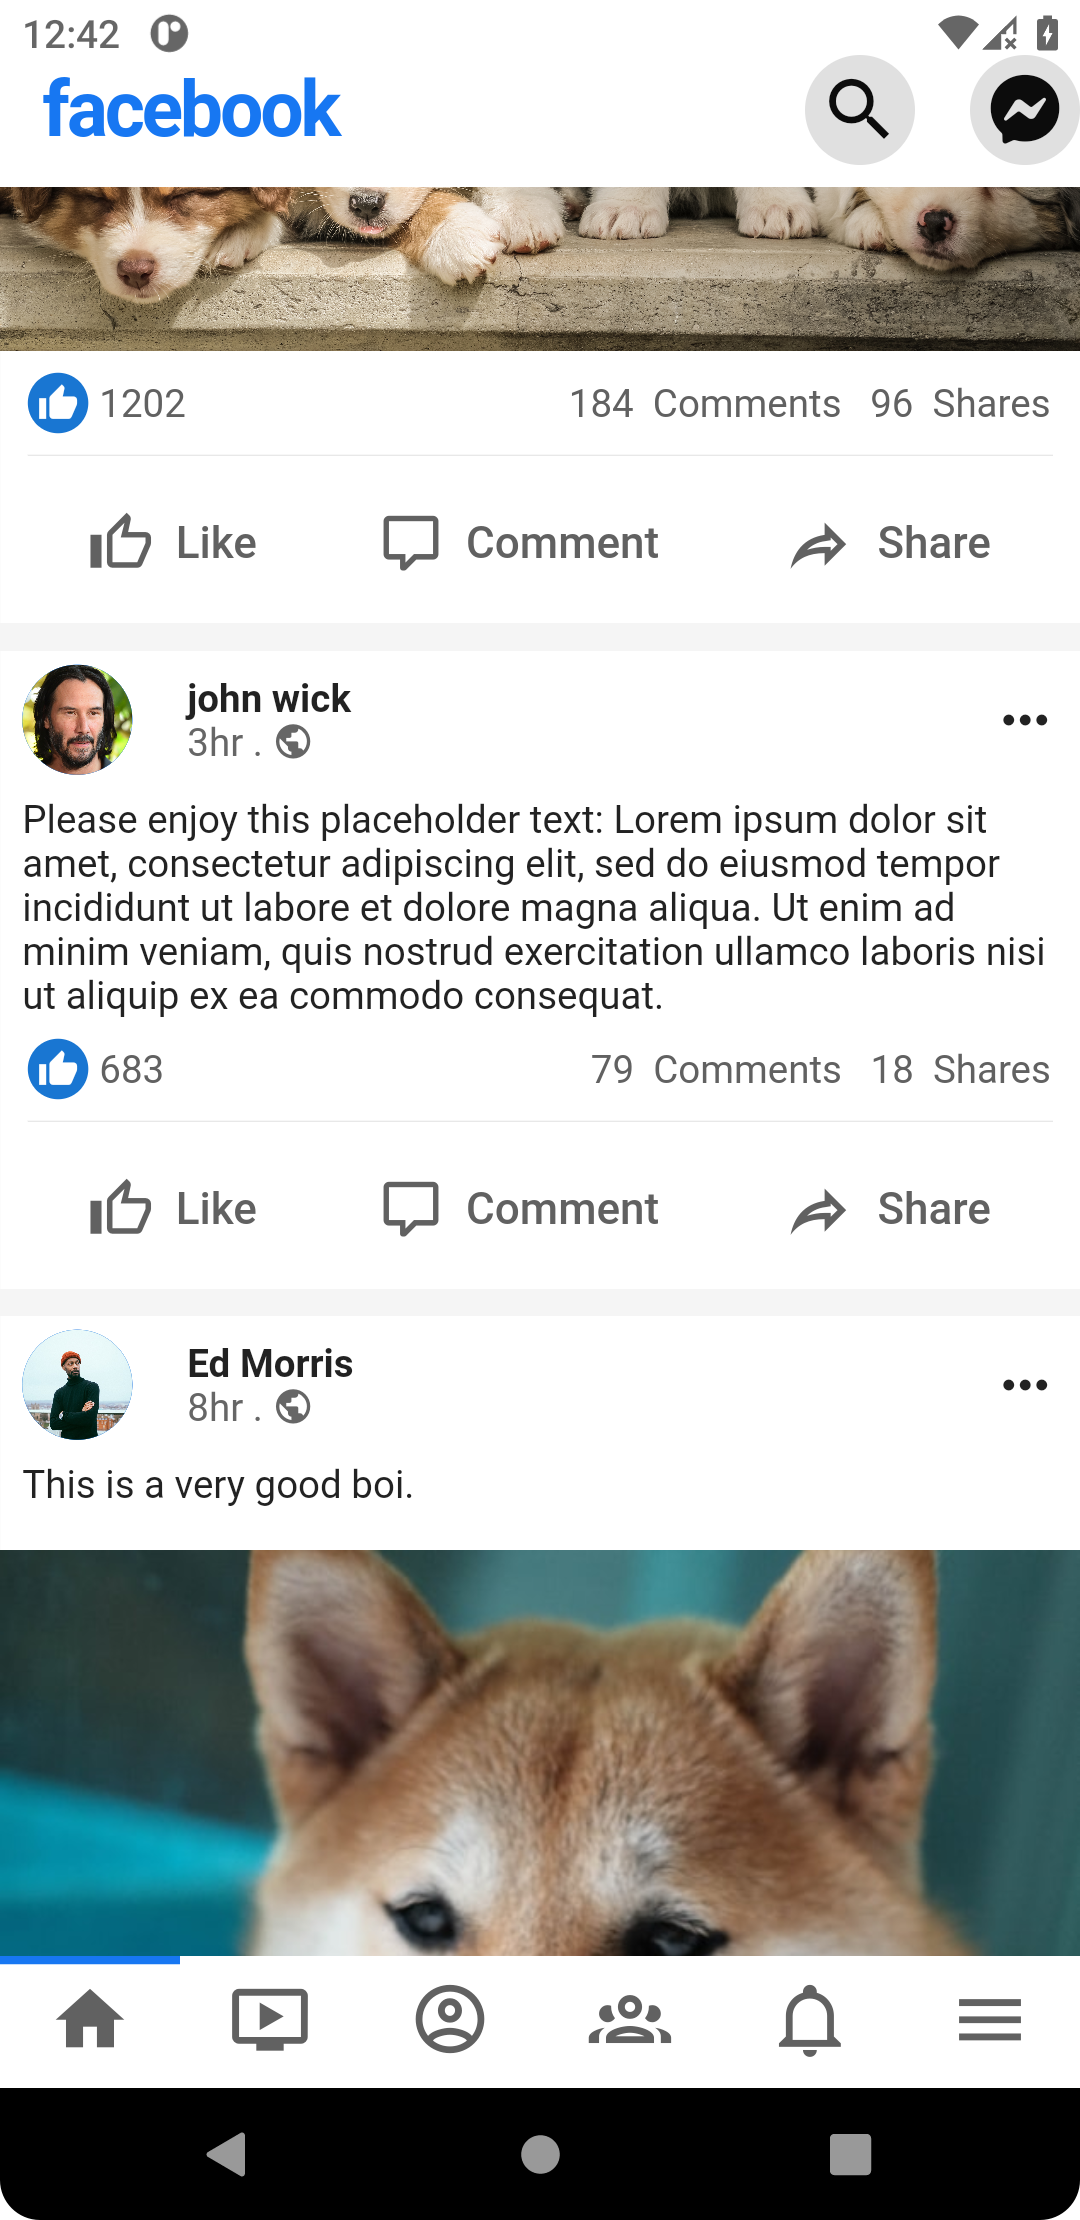 12:42
facebook
1202 184 Comments 96 Shares
Like Comment Share
john wick
3hr .
Please enjoy this placeholder text: Lorem ipsum dolor sit
amet, consectetur adipiscing elit, sed do eiusmod tempor
incididunt ut labore et dolore magna aliqua. Ut enim ad
minim veniam, quis nostrud exercitation ullamco laboris nisi
ut aliquip ex ea commodo consequat.
683 79 Comments 18 Shares
Like Comment Share
Ed Morris
8hr .
This is a very good boi.